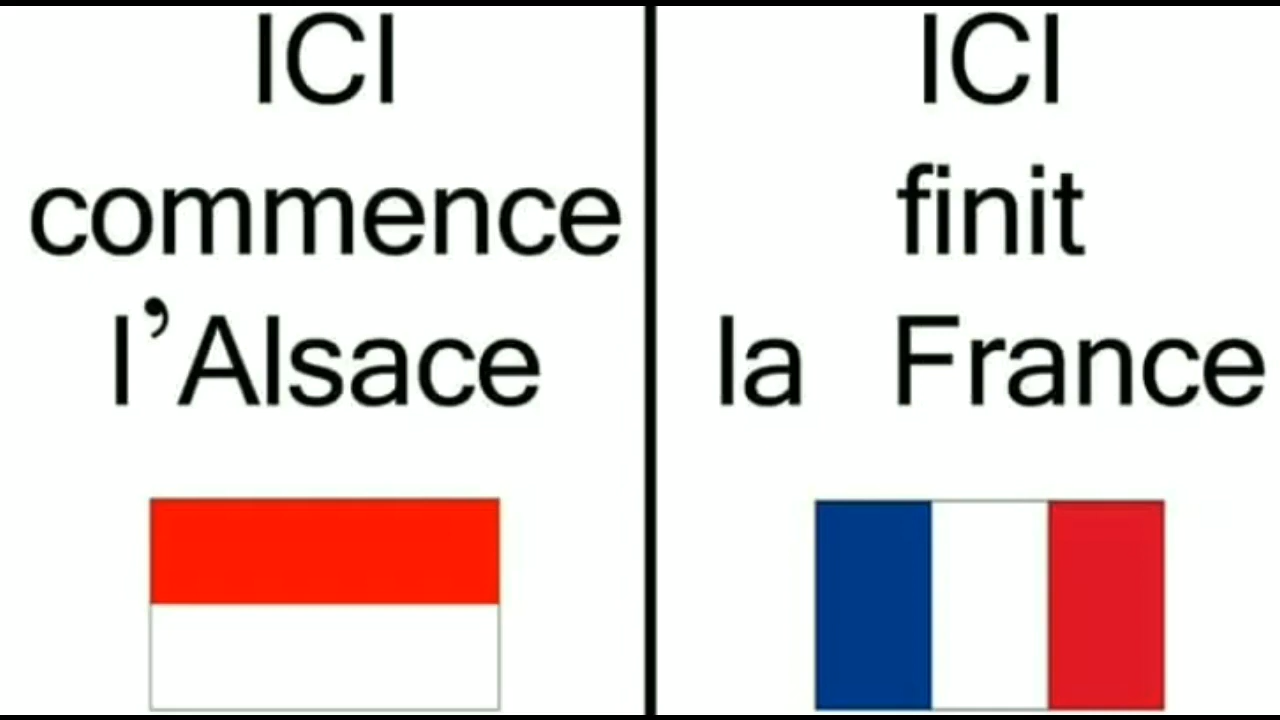 ICI
commence
l’Alsace
ICI
finit
la France